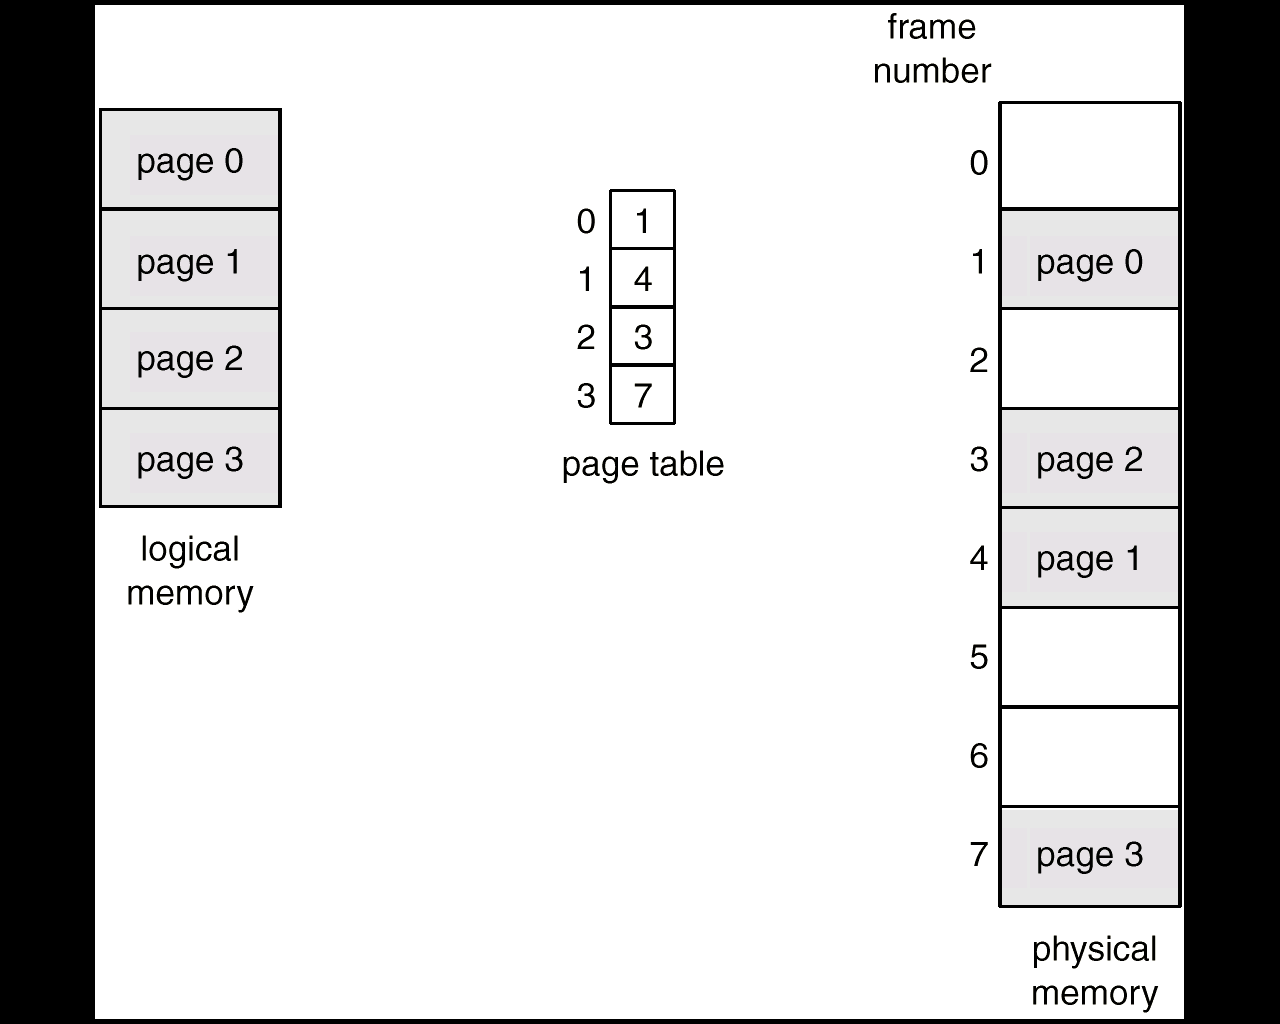 page 0
page 1
page 2
page 3
logical
memory
0 1
1 4
2 3
3 7
page table
frame
number
0
1 page 0
2
3 page 2
4 page 1
5
6
7 page 3
physical
memory